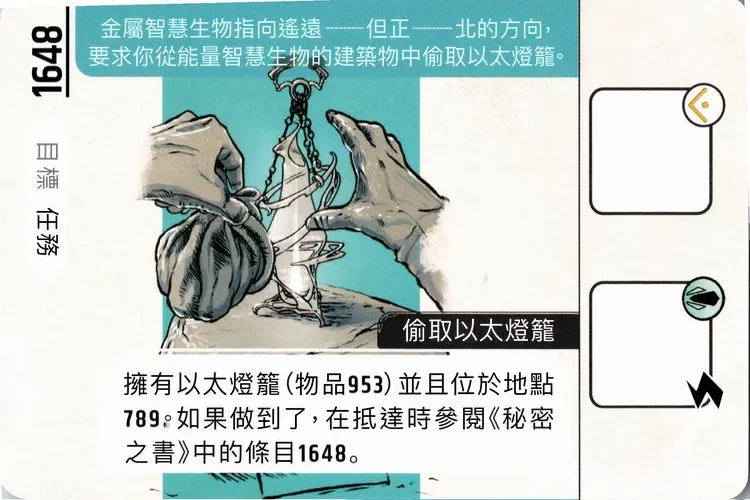 金屬智慧生物指向遙遠——但正——北的方向，
要求你從能量智慧生物的建築物中偷取以太燈籠。
1648
目標 任務
偷取以太燈籠
擁有以太燈籠（物品953）並且位於地點
789。如果做到了，在抵達時參閱《秘密
之書》中的條目1648。